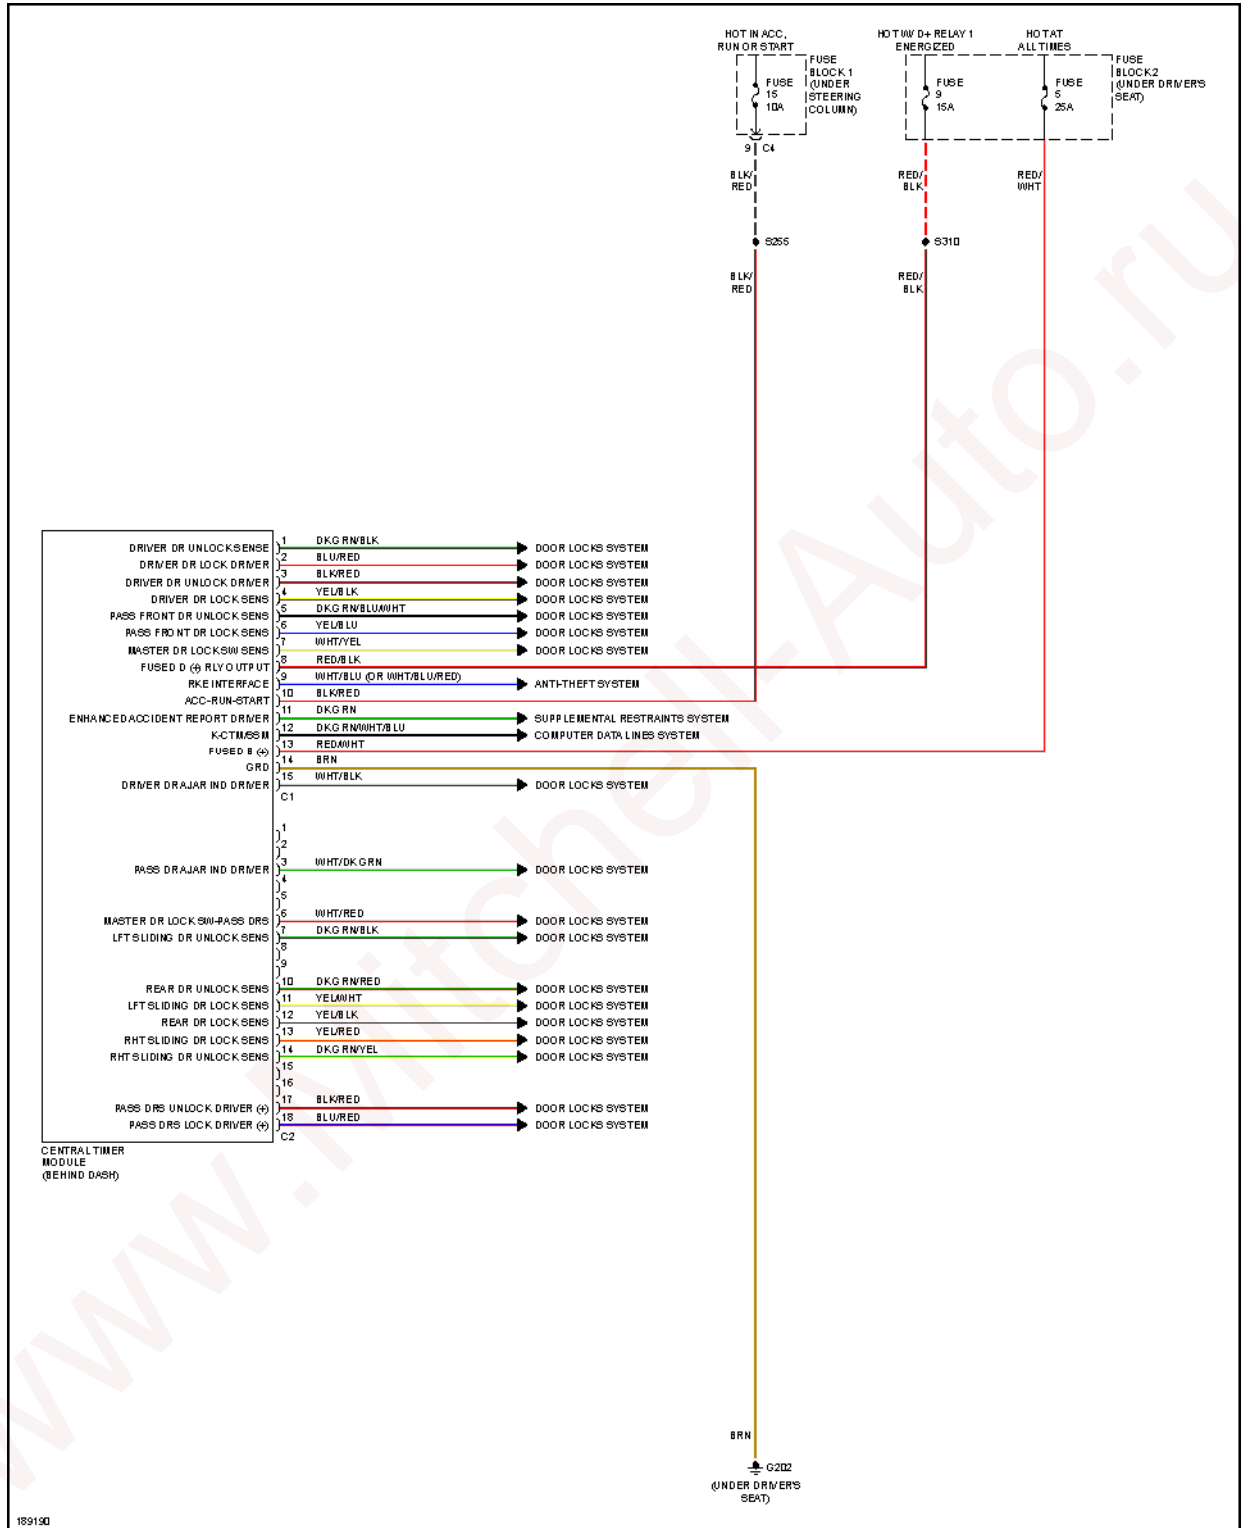 HOT IN ACC,
RUN OR START
HOT W/ D+ RELAY 1
ENERGIZED
HOT AT
ALL TIMES
FUSE
BLOCK 1
(UNDER
STEERING
COLUMN)
FUSE
15
10A
FUSE
9
15A
FUSE
5
25A
FUSE
BLOCK 2
(UNDER DRIVER'S
SEAT)
9 C4
BLK/
RED
RED/
BLK
RED/
WHT
S255
S310
BLK/
RED
RED/
BLK
DRIVER DR UNLOCK SENSE 1 DKGRN/BLK DOOR LOCKS SYSTEM
DRIVER DR LOCK DRIVER 2 BLU/RED DOOR LOCKS SYSTEM
DRIVER DR UNLOCK DRIVER 3 BLK/RED DOOR LOCKS SYSTEM
DRIVER DR LOCK SENS 4 YEL/BLK DOOR LOCKS SYSTEM
PASS FRONT DR UNLOCK SENS 5 DKGRN/BLU/WHT DOOR LOCKS SYSTEM
PASS FRONT DR LOCK SENS 6 YEL/BLU DOOR LOCKS SYSTEM
MASTER DR LOCK SW SENS 7 WHT/YEL DOOR LOCKS SYSTEM
FUSED D (+) RLY OUTPUT 8 RED/BLK
RKE INTERFACE 9 WHT/BLU (OR WHT/BLU/RED) ANTI-THEFT SYSTEM
ACC-RUN-START 10 BLK/RED
ENHANCED ACCIDENT REPORT DRIVER 11 DKGRN SUPPLEMENTAL RESTRAINTS SYSTEM
K-CTM/SSM 12 DKGRN/WHT/BLU COMPUTER DATA LINES SYSTEM
FUSED B (+) 13 RED/WHT
GRD 14 BRN
DRIVER DR AJAR IND DRIVER 15 WHT/BLK DOOR LOCKS SYSTEM
C1
1
2
PASS DR AJAR IND DRIVER 3 WHT/DKGRN DOOR LOCKS SYSTEM
4
5
MASTER DR LOCK SW-PASS DRS 6 WHT/RED DOOR LOCKS SYSTEM
LFT SLIDING DR UNLOCK SENS 7 DKGRN/BLK DOOR LOCKS SYSTEM
8
9
REAR DR UNLOCK SENS 10 DKGRN/RED DOOR LOCKS SYSTEM
LFT SLIDING DR LOCK SENS 11 YEL/WHT DOOR LOCKS SYSTEM
REAR DR LOCK SENS 12 YEL/BLK DOOR LOCKS SYSTEM
RHT SLIDING DR LOCK SENS 13 YEL/RED DOOR LOCKS SYSTEM
RHT SLIDING DR UNLOCK SENS 14 DKGRN/YEL DOOR LOCKS SYSTEM
15
16
PASS DRS UNLOCK DRIVER (+) 17 BLK/RED DOOR LOCKS SYSTEM
PASS DRS LOCK DRIVER (+) 18 BLU/RED DOOR LOCKS SYSTEM
C2
CENTRAL TIMER
MODULE
(BEHIND DASH)
BRN
G202
(UNDER DRIVER'S
SEAT)
189190
www.Mitchell-Auto.ru